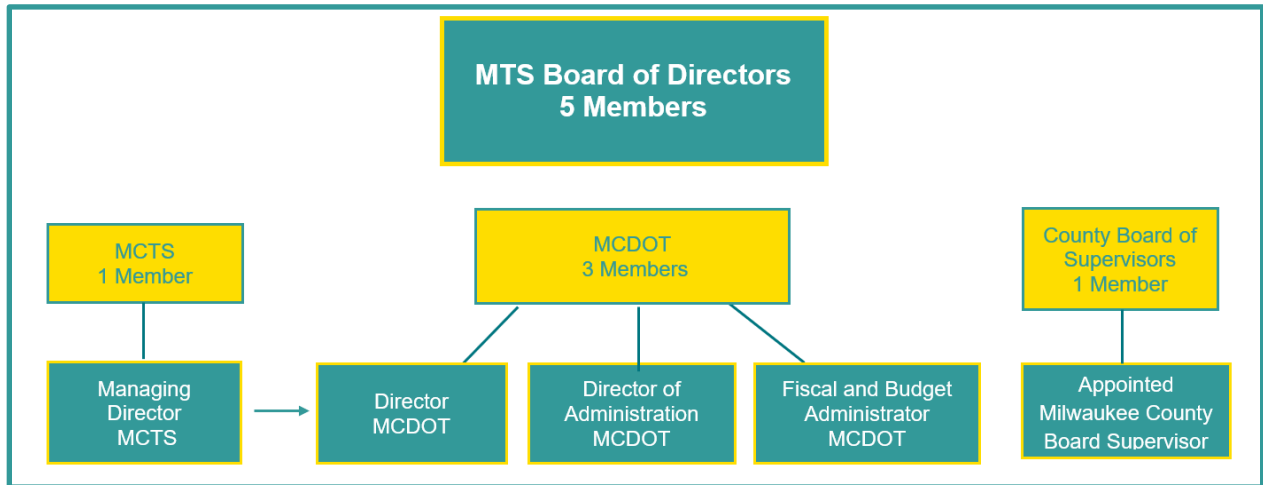 MTS Board of Directors
5 Members
MCTS
1 Member
MCDOT
3 Members
County Board of
Supervisors
1 Member
Managing
Director
MCTS
Director
MCDOT
Director of
Administration
MCDOT
Fiscal and Budget
Administrator
MCDOT
Appointed
Milwaukee County
Board Supervisor